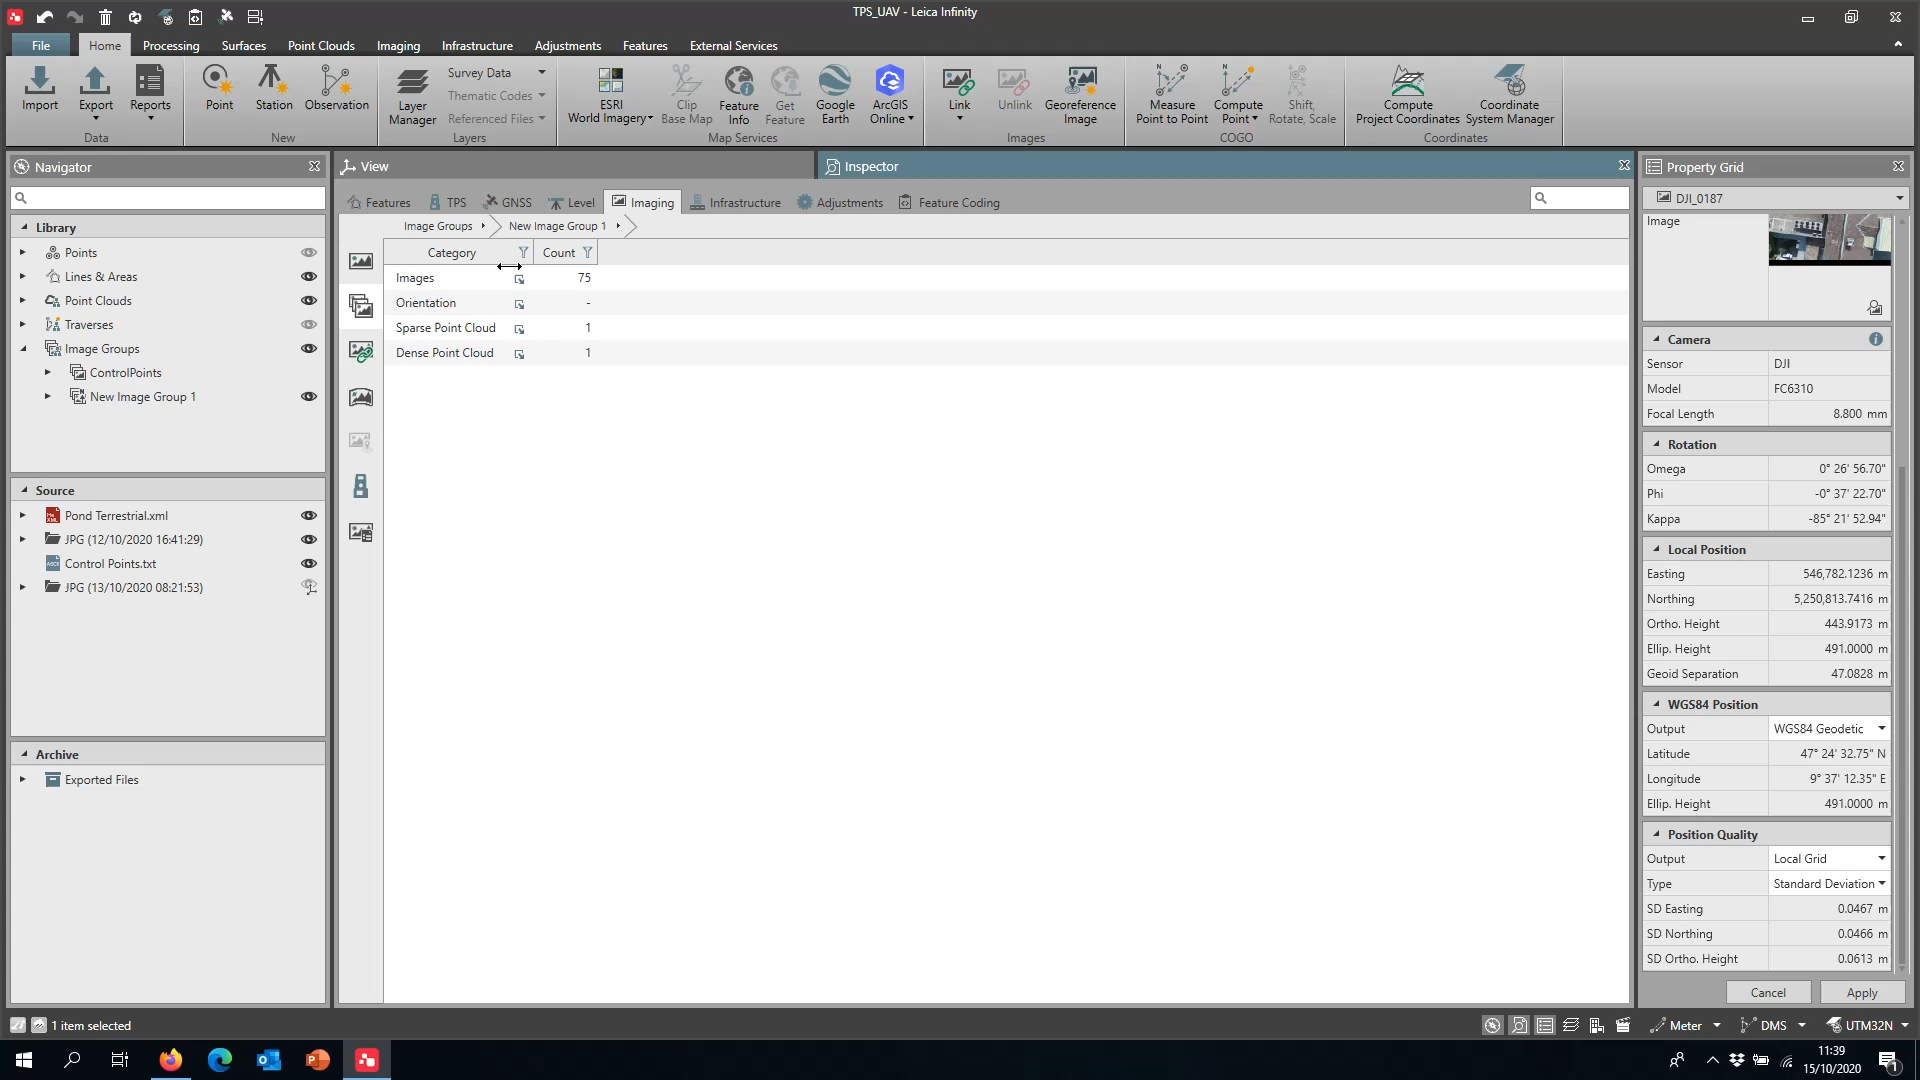 TPS_UAV - Leica Infinity
File Home Processing Surfaces Point Clouds Imaging Infrastructure Adjustments Features External Services
Import Export Reports
Data
Point Station Observation
New
Layer Manager
Survey Data
Thematic Codes
Referenced Files
Layers
ESRI World Imagery
Clip Base Map
Feature Info
Get Feature
Google Earth
ArcGIS Online
Map Services
Link Unlink Georeference Image
Images
Measure Point to Point
Compute Point
Shift, Rotate, Scale
COGO
Compute Project Coordinates
Coordinate System Manager
Coordinates
Navigator
Library
Points
Lines & Areas
Point Clouds
Traverses
Image Groups
ControlPoints
New Image Group 1
Source
Pond Terrestrial.xml
JPG (12/10/2020 16:41:29)
Control Points.txt
JPG (13/10/2020 08:21:53)
Archive
Exported Files
View
Inspector
Features TPS GNSS Level Imaging Infrastructure Adjustments Feature Coding
Image Groups New Image Group 1
Category Count
Images 75
Orientation -
Sparse Point Cloud 1
Dense Point Cloud 1
Property Grid
DJI_0187
Image
Camera
Sensor DJI
Model FC6310
Focal Length 8.800 mm
Rotation
Omega 0° 26' 56.70"
Phi -0° 37' 22.70"
Kappa -85° 21' 52.94"
Local Position
Easting 546,782.1236 m
Northing 5,250,813.7416 m
Ortho. Height 443.9173 m
Ellip. Height 491.0000 m
Geoid Separation 47.0828 m
WGS84 Position
Output WGS84 Geodetic
Latitude 47° 24' 32.75" N
Longitude 9° 37' 12.35" E
Ellip. Height 491.0000 m
Position Quality
Output Local Grid
Type Standard Deviation
SD Easting 0.0467 m
SD Northing 0.0466 m
SD Ortho. Height 0.0613 m
Cancel Apply
1 item selected
Meter DMS UTM32N
11:39
15/10/2020
1